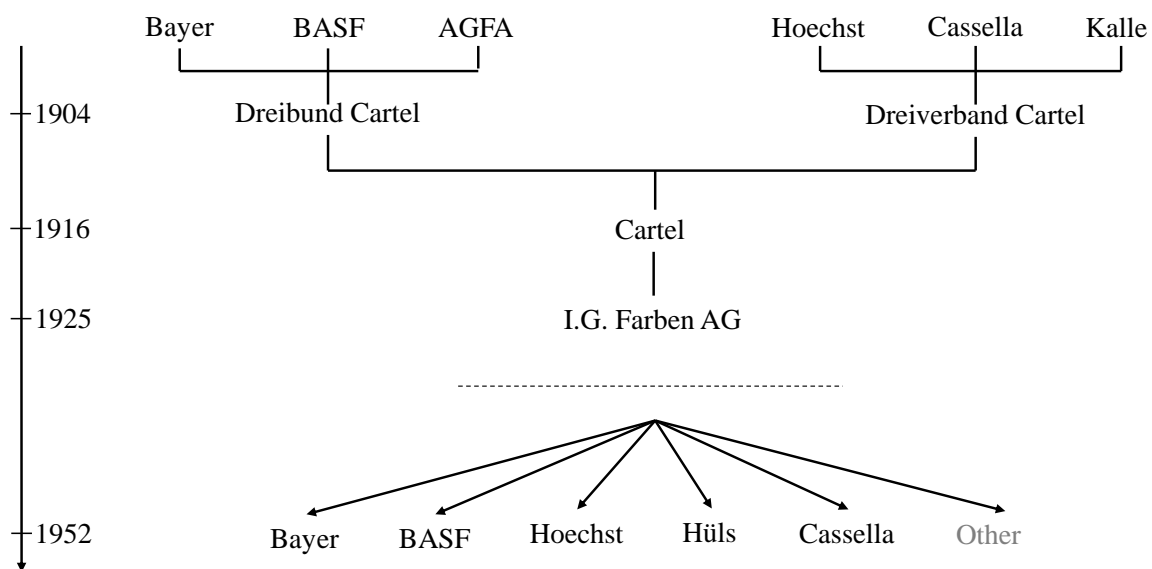 Bayer BASF AGFA Hoechst Cassella Kalle
1904 Dreibund Cartel Dreiverband Cartel
1916 Cartel
1925 I.G. Farben AG
1952 Bayer BASF Hoechst Hüls Cassella Other